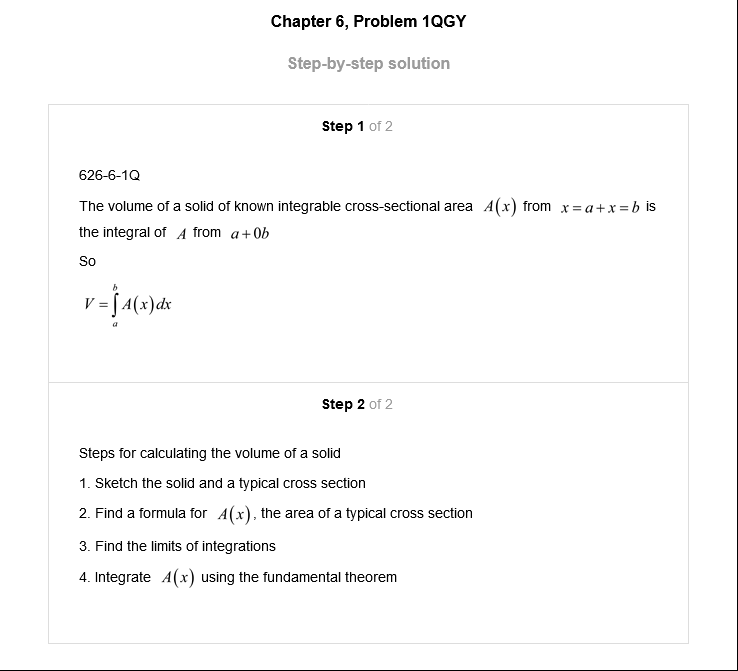 Chapter 6, Problem 1QGY
Step-by-step solution
Step 1 of 2
626-6-1Q
The volume of a solid of known integrable cross-sectional area A(x) from x=a+x=b is
the integral of A from a+0b
So
V = ∫_a^b A(x)dx
Step 2 of 2
Steps for calculating the volume of a solid
1. Sketch the solid and a typical cross section
2. Find a formula for A(x), the area of a typical cross section
3. Find the limits of integrations
4. Integrate A(x) using the fundamental theorem